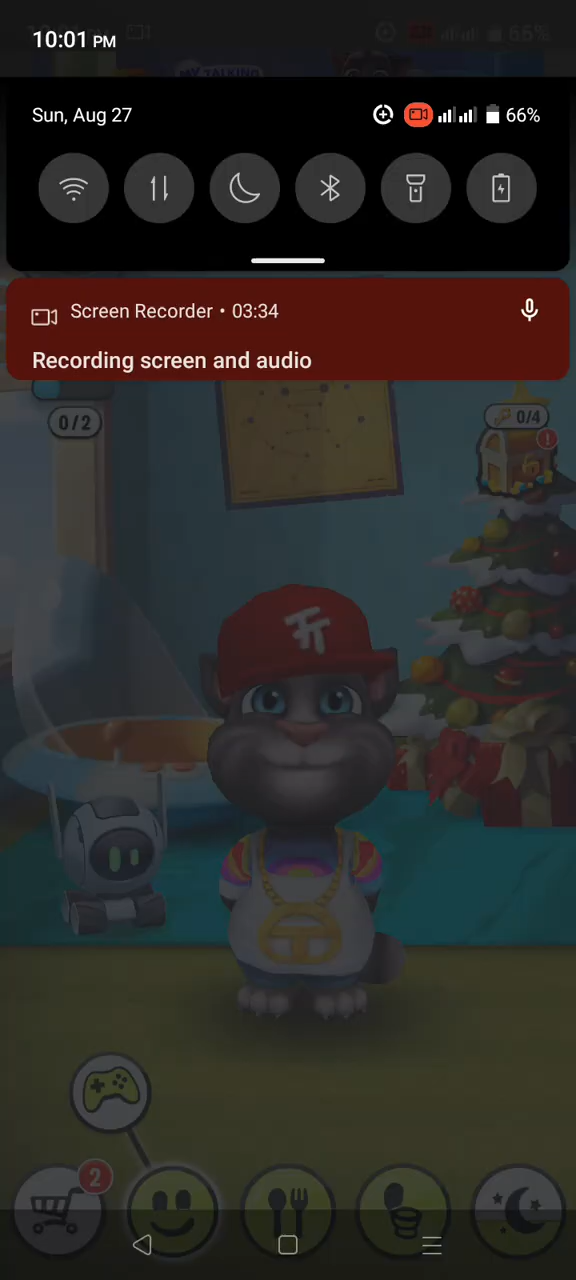 10:01 PM
Sun, Aug 27
66%
Screen Recorder • 03:34
Recording screen and audio
0/2
0/4
!
2